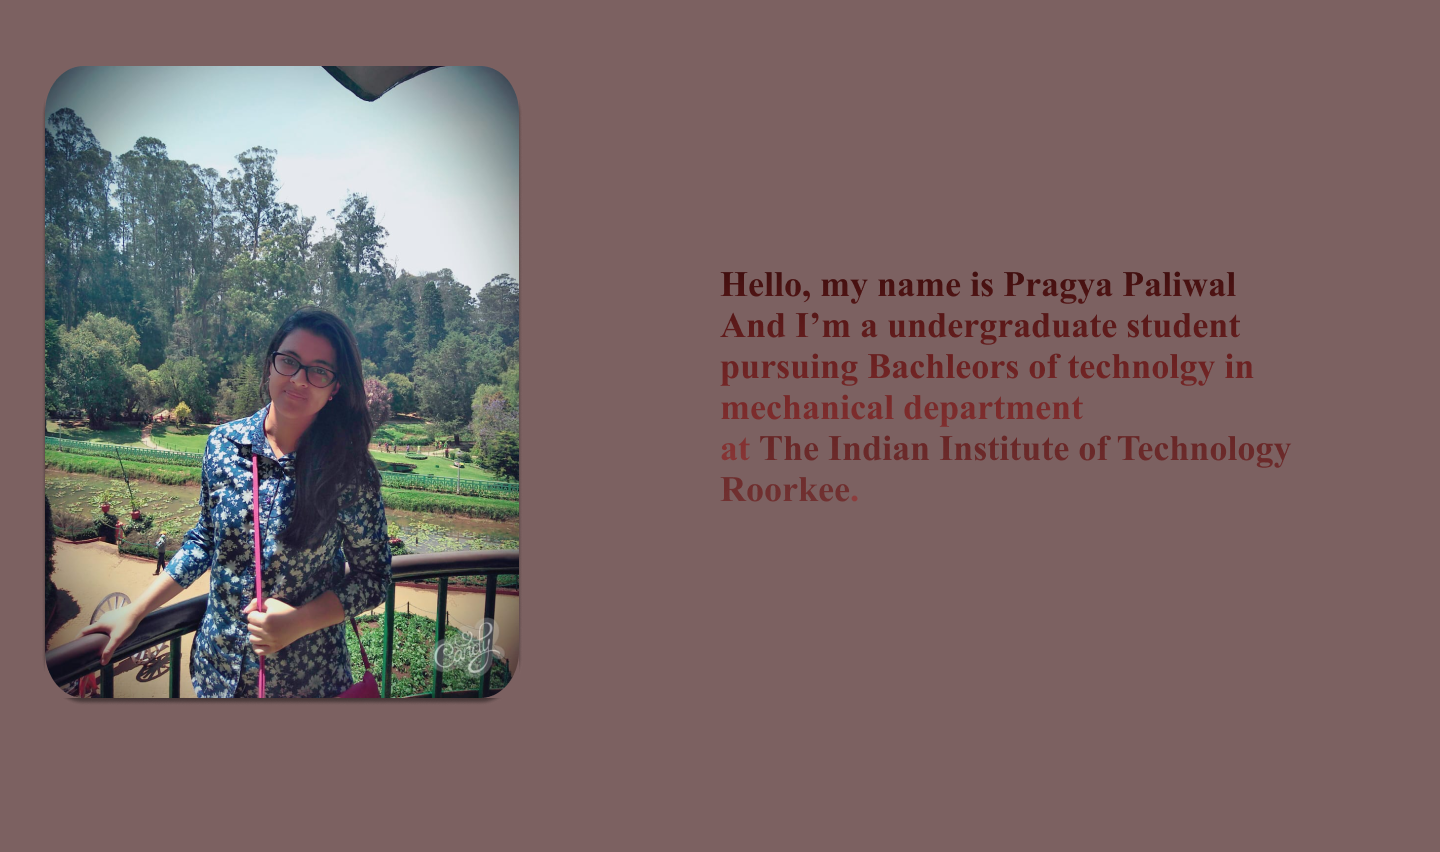 Hello, my name is Pragya Paliwal
And I’m a undergraduate student
pursuing Bachleors of technolgy in
mechanical department
at The Indian Institute of Technology
Roorkee.
Candy